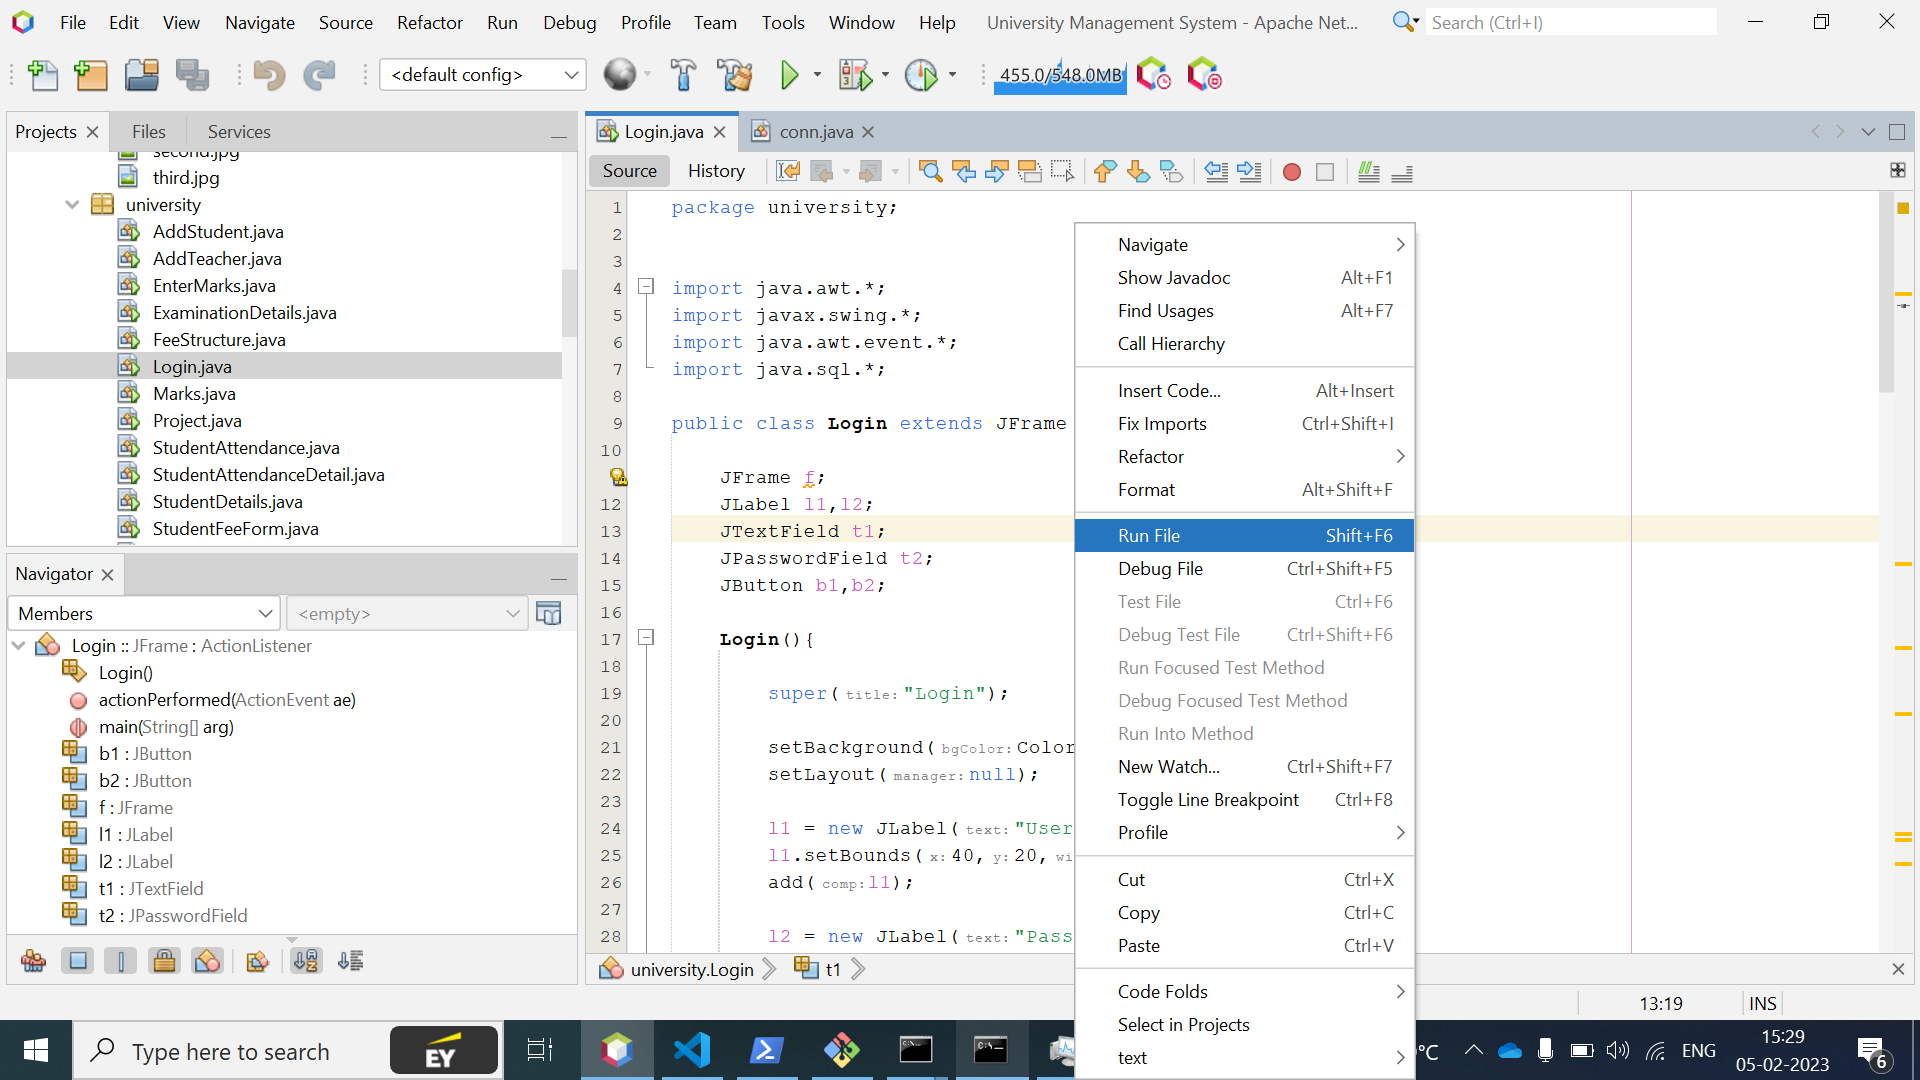 File Edit View Navigate Source Refactor Run Debug Profile Team Tools Window Help University Management System - Apache Net... Search (Ctrl+I)
<default config> 455.0/548.0MB
Projects Files Services
second.jpg
third.jpg
university
AddStudent.java
AddTeacher.java
EnterMarks.java
ExaminationDetails.java
FeeStructure.java
Login.java
Marks.java
Project.java
StudentAttendance.java
StudentAttendanceDetail.java
StudentDetails.java
StudentFeeForm.java
Navigator
Members <empty>
Login :: JFrame : ActionListener
Login()
actionPerformed(ActionEvent ae)
main(String[] arg)
b1 : JButton
b2 : JButton
f : JFrame
l1 : JLabel
l2 : JLabel
t1 : JTextField
t2 : JPasswordField
Login.java conn.java
Source History
1 package university;
2
3
4 import java.awt.*;
5 import javax.swing.*;
6 import java.awt.event.*;
7 import java.sql.*;
8
9 public class Login extends JFrame
10
JFrame f;
12 JLabel l1,l2;
13 JTextField t1;
14 JPasswordField t2;
15 JButton b1,b2;
16
17 Login(){
18
19 super(title:"Login");
20
21 setBackground(bgColor:Color
22 setLayout(manager:null);
23
24 l1 = new JLabel(text:"User
25 l1.setBounds(x:40, y:20, wi
26 add(comp:l1);
27
28 l2 = new JLabel(text:"Pass
university.Login t1
Navigate
Show Javadoc Alt+F1
Find Usages Alt+F7
Call Hierarchy
Insert Code... Alt+Insert
Fix Imports Ctrl+Shift+I
Refactor
Format Alt+Shift+F
Run File Shift+F6
Debug File Ctrl+Shift+F5
Test File Ctrl+F6
Debug Test File Ctrl+Shift+F6
Run Focused Test Method
Debug Focused Test Method
Run Into Method
New Watch... Ctrl+Shift+F7
Toggle Line Breakpoint Ctrl+F8
Profile
Cut Ctrl+X
Copy Ctrl+C
Paste Ctrl+V
Code Folds
Select in Projects
text
13:19 INS
Type here to search EY °C ENG 15:29
05-02-2023 6